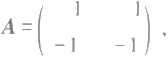 A = ( 1 1
-1 -1 ) ,